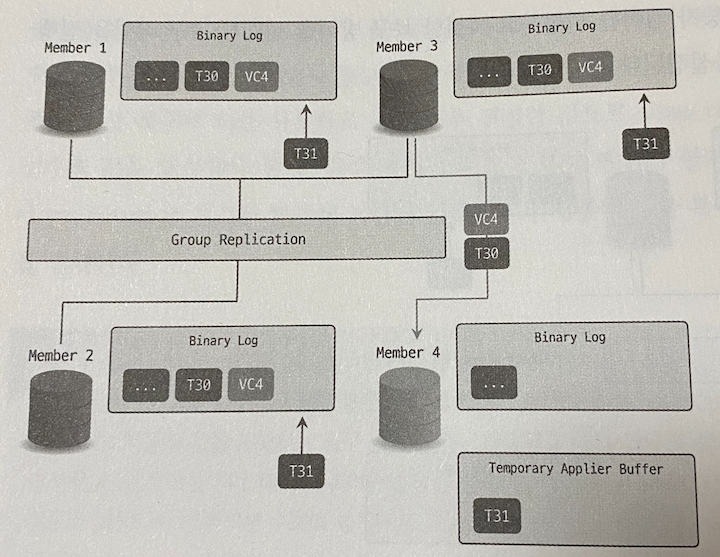 Member 1
Binary Log
... T30 VC4
T31
Member 3
Binary Log
... T30 VC4
T31
Group Replication
VC4
T30
Member 2
Binary Log
... T30 VC4
T31
Member 4
Binary Log
...
Temporary Applier Buffer
T31